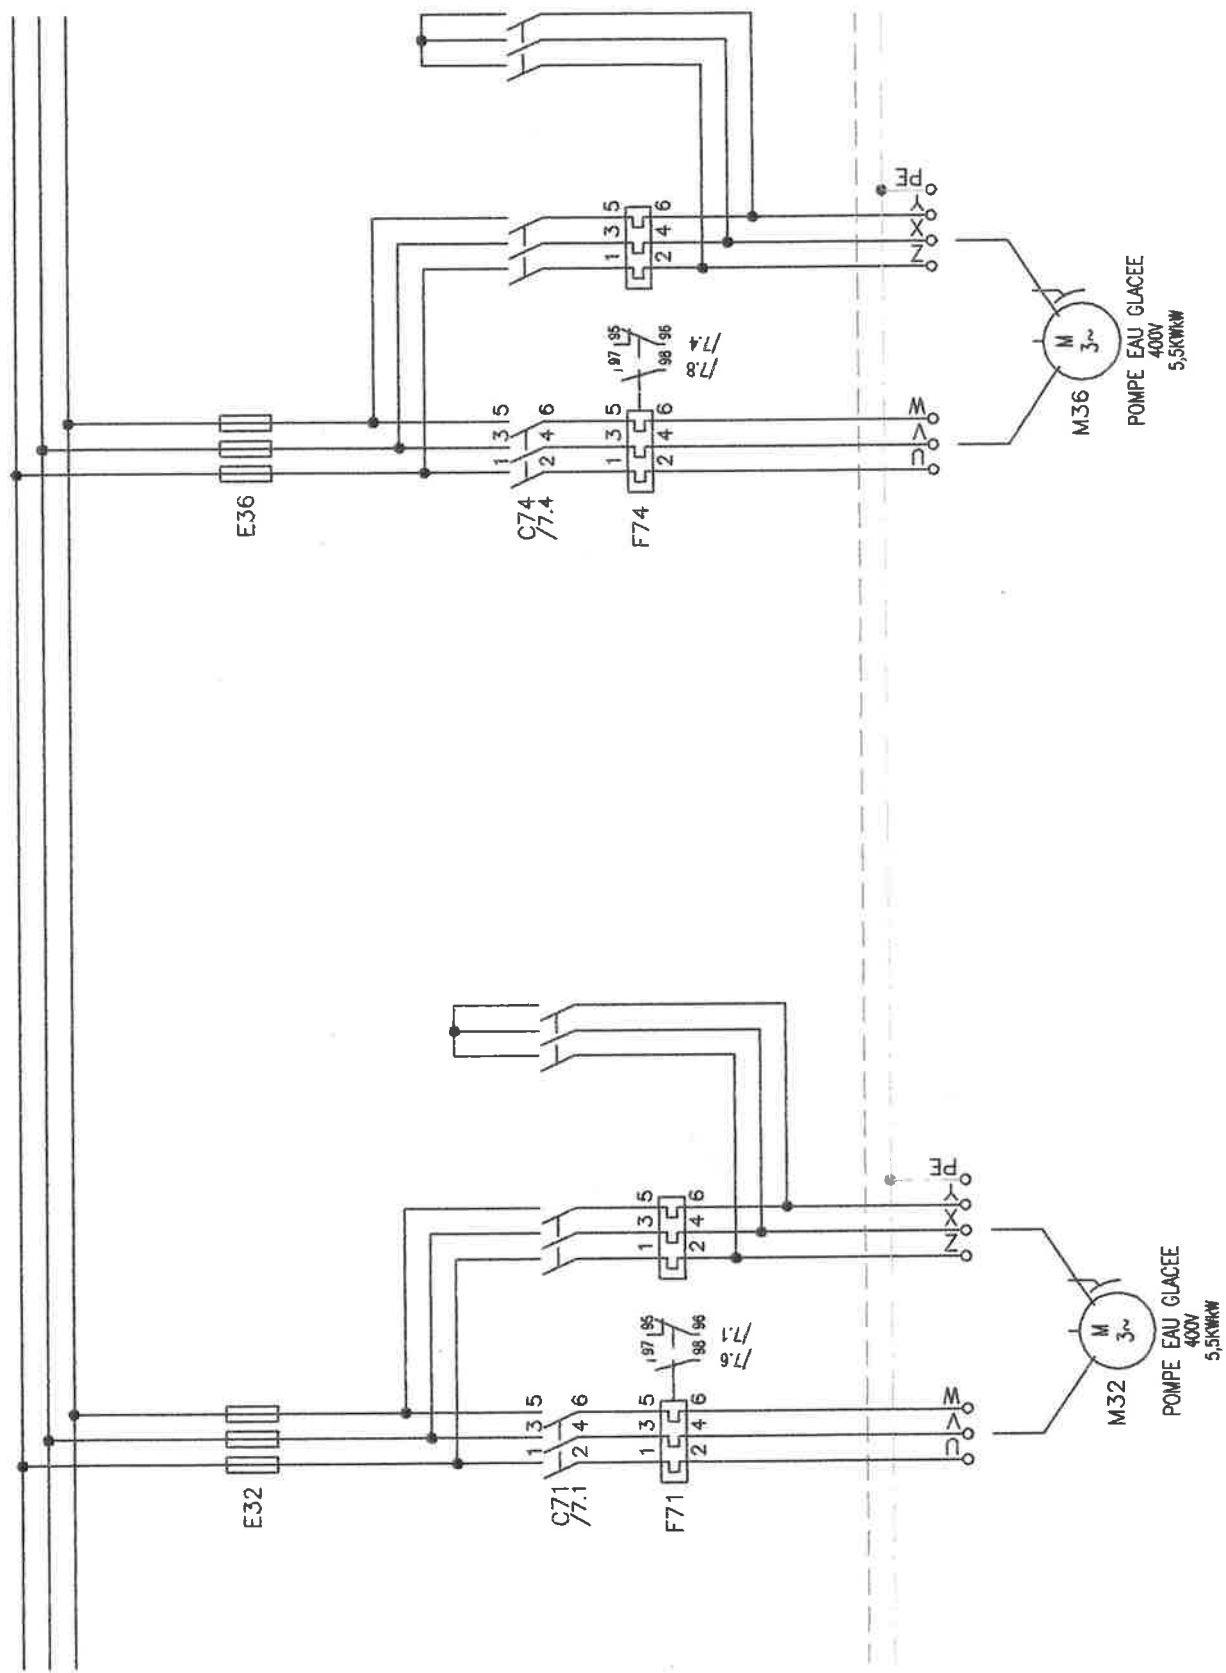 E32
C71
/7.1
1 3 5
2 4 6
F71
1 3 5
2 4 6
97 95
98 96
/7.6 /7.1
1 3 5
2 4 6
U V W
Z X Y PE
M 3~
M32
POMPE EAU GLACEE
400V
5,5KWkW
E36
C74
/7.4
1 3 5
2 4 6
F74
1 3 5
2 4 6
97 95
98 96
/7.8 /7.4
1 3 5
2 4 6
U V W
Z X Y PE
M 3~
M36
POMPE EAU GLACEE
400V
5,5KWkW